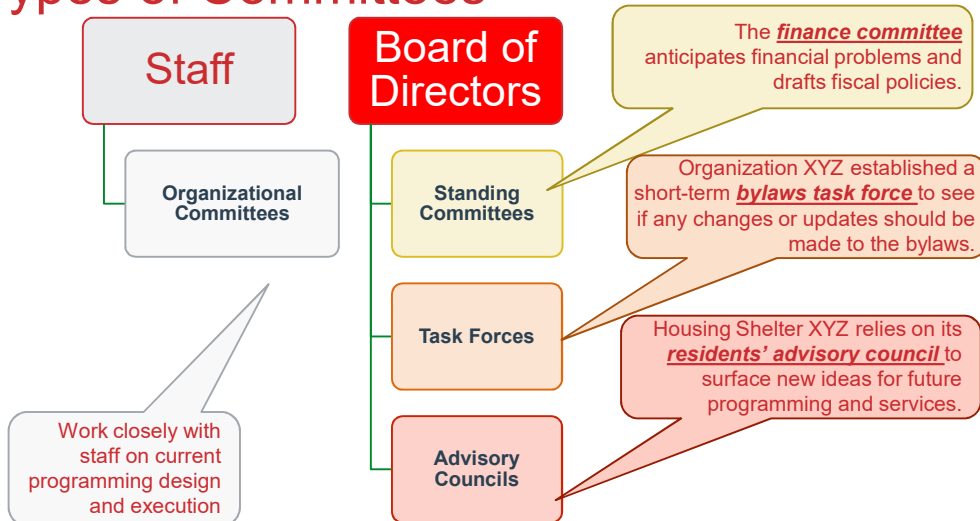 ypes of Committees
Staff
Board of
Directors
The finance committee
anticipates financial problems and
drafts fiscal policies.
Organizational
Committees
Standing
Committees
Organization XYZ established a
short-term bylaws task force to see
if any changes or updates should be
made to the bylaws.
Task Forces
Housing Shelter XYZ relies on its
residents’ advisory council to
surface new ideas for future
programming and services.
Work closely with
staff on current
programming design
and execution
Advisory
Councils